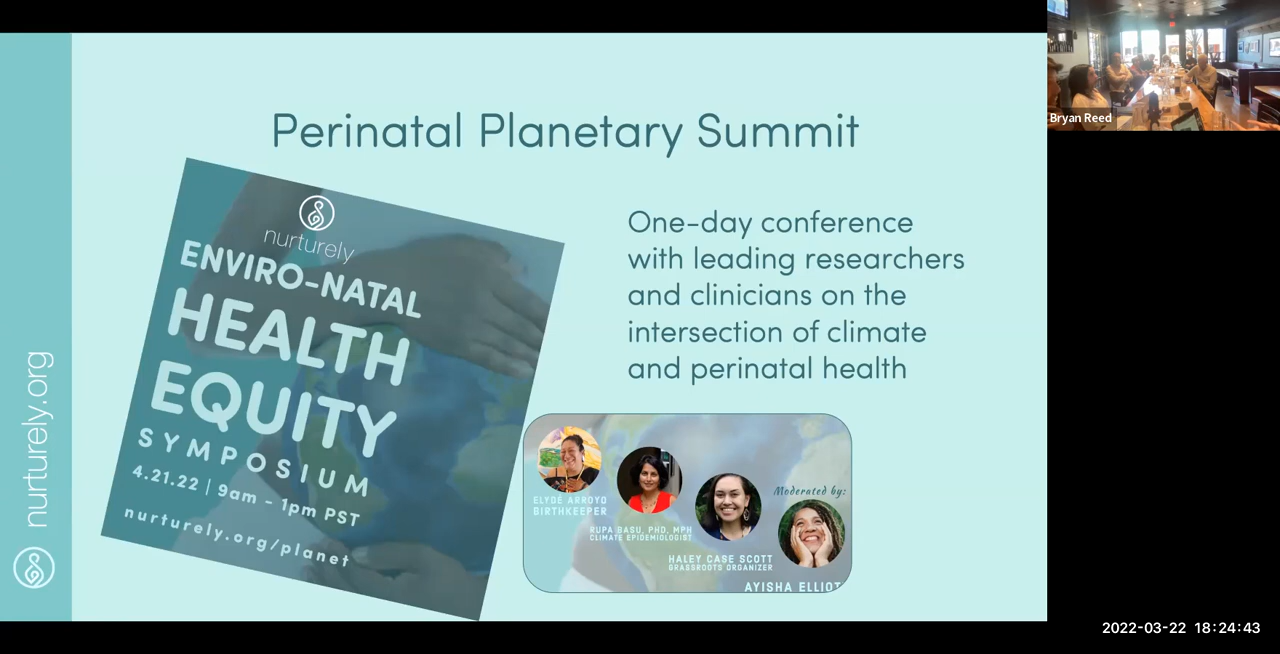 Perinatal Planetary Summit
nurturely
ENVIRO-NATAL
HEALTH
EQUITY
SYMPOSIUM
4.21.22 | 9am - 1pm PST
nurturely.org/planet
One-day conference
with leading researchers
and clinicians on the
intersection of climate
and perinatal health
ELYDÉ ARROYO
BIRTHKEEPER
RUPA BASU, PHD, MPH
CLIMATE EPIDEMIOLOGIST
HALEY CASE SCOTT
GRASSROOTS ORGANIZER
Moderated by:
AYISHA ELLIOT
nurturely.org
Bryan Reed
2022-03-22 18:24:43